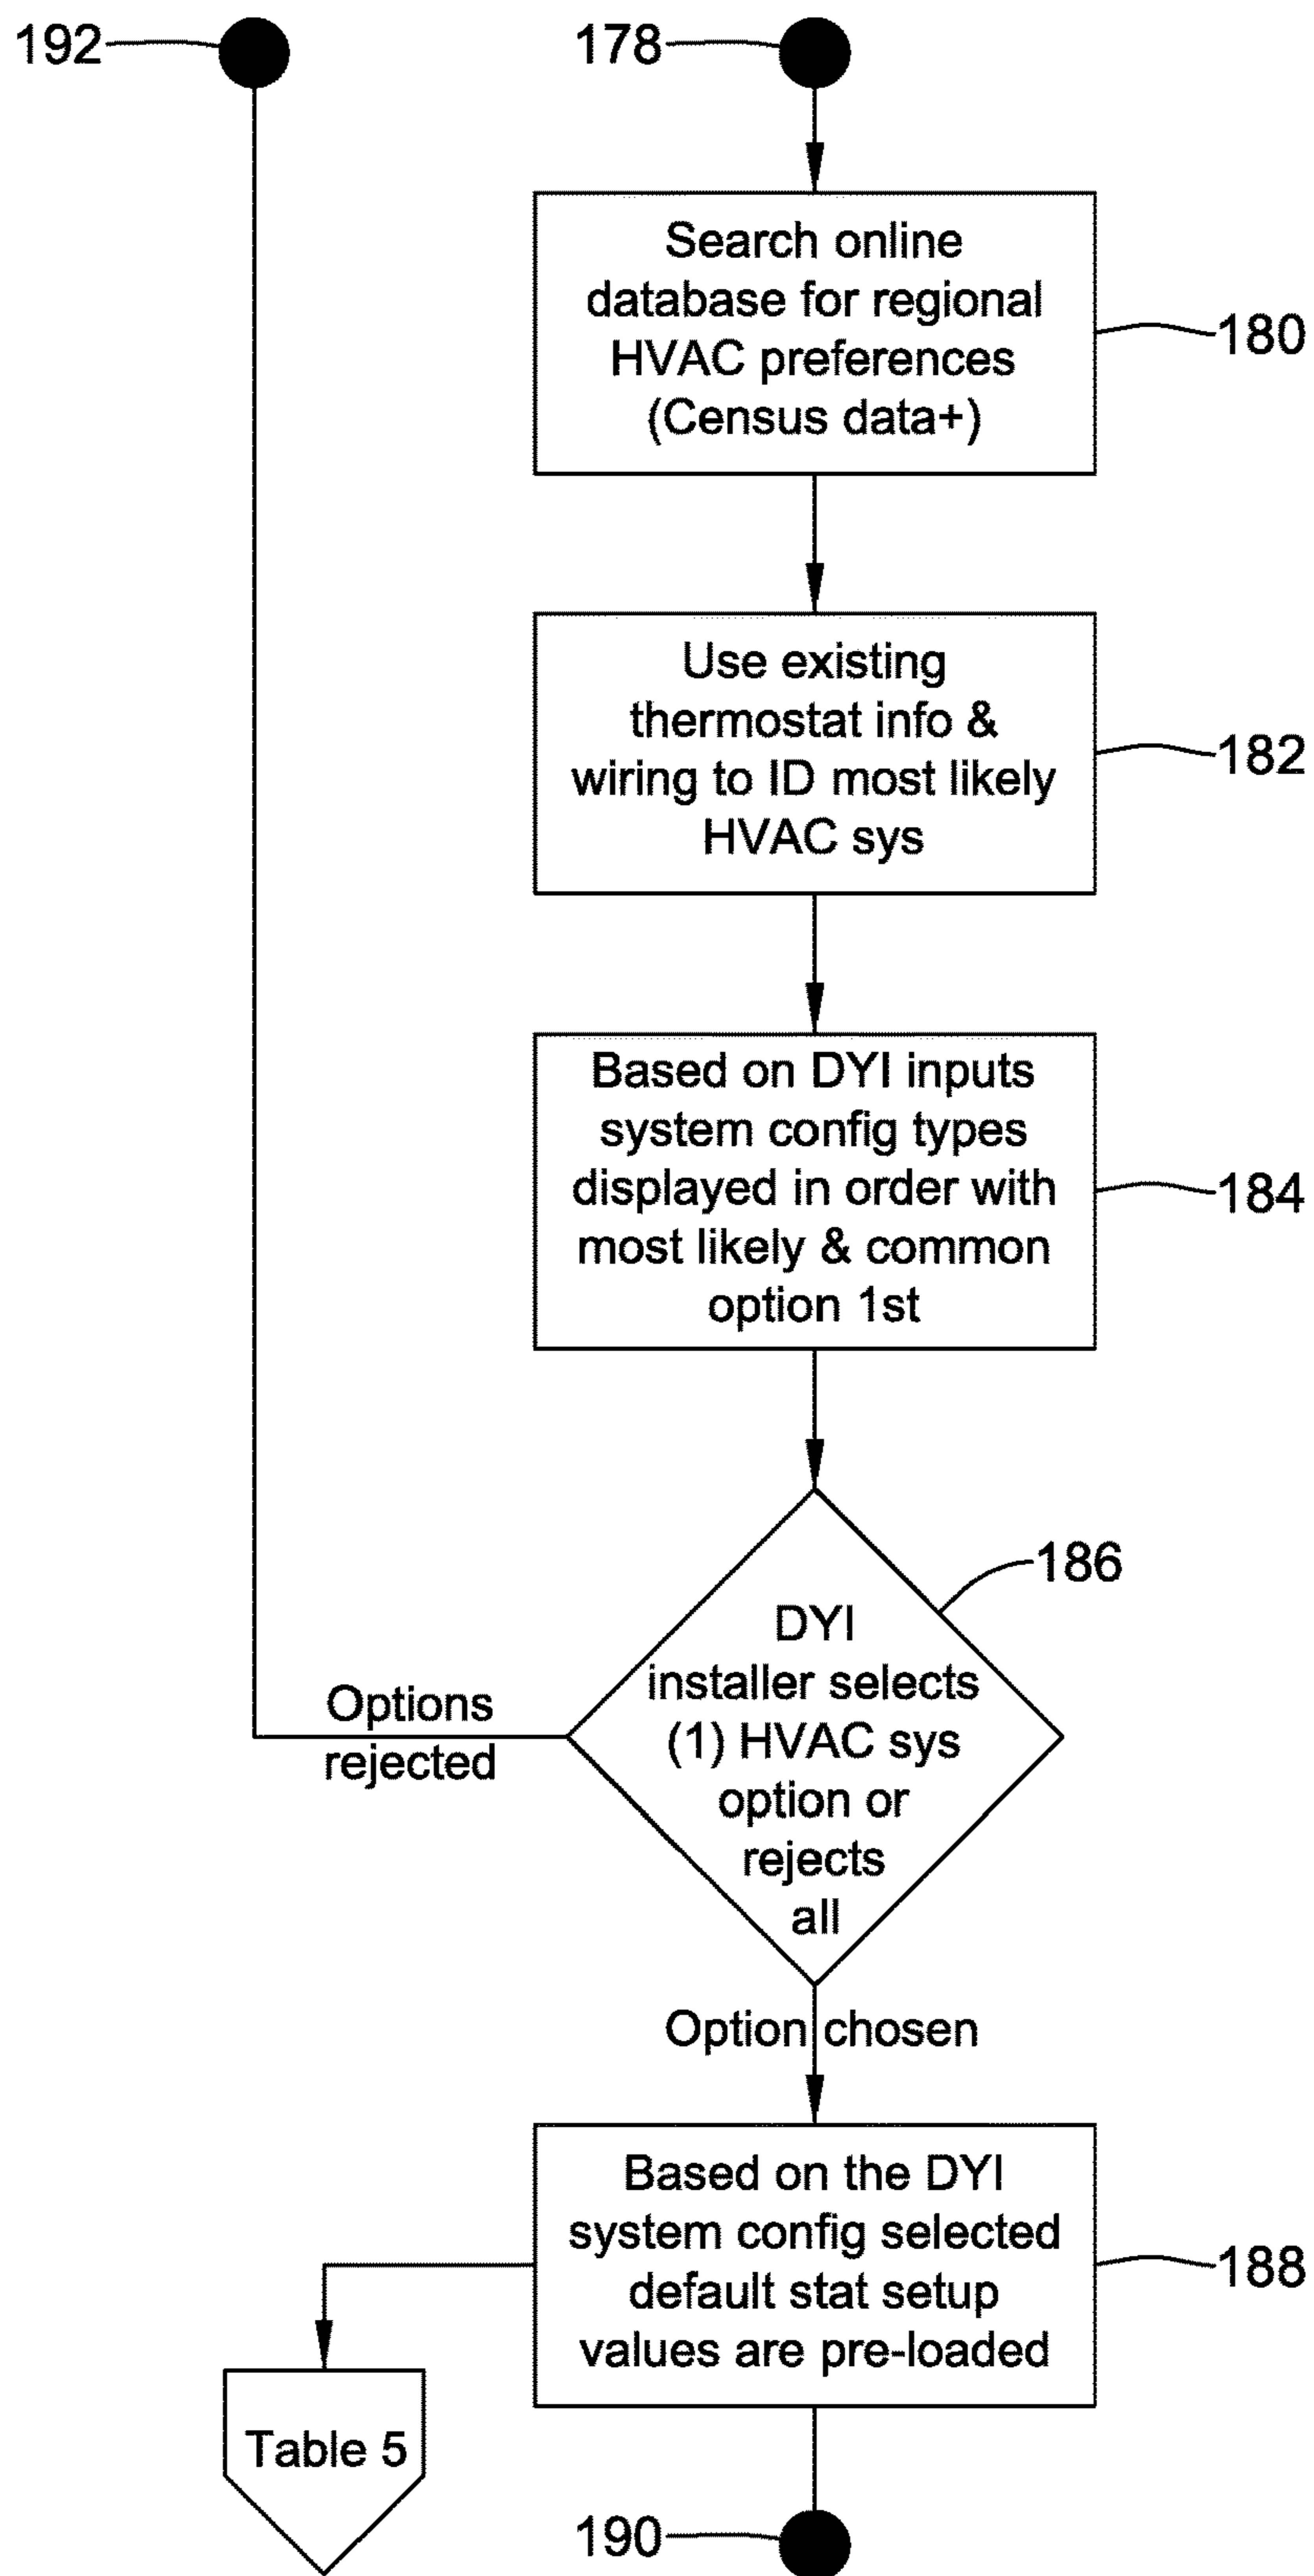 192
178
Search online
database for regional
HVAC preferences
(Census data+)
180
Use existing
thermostat info &
wiring to ID most likely
HVAC sys
182
Based on DYI inputs
system config types
displayed in order with
most likely & common
option 1st
184
186
DYI
installer selects
(1) HVAC sys
option or
rejects
all
Options
rejected
Option chosen
Based on the DYI
system config selected
default stat setup
values are pre-loaded
188
Table 5
190